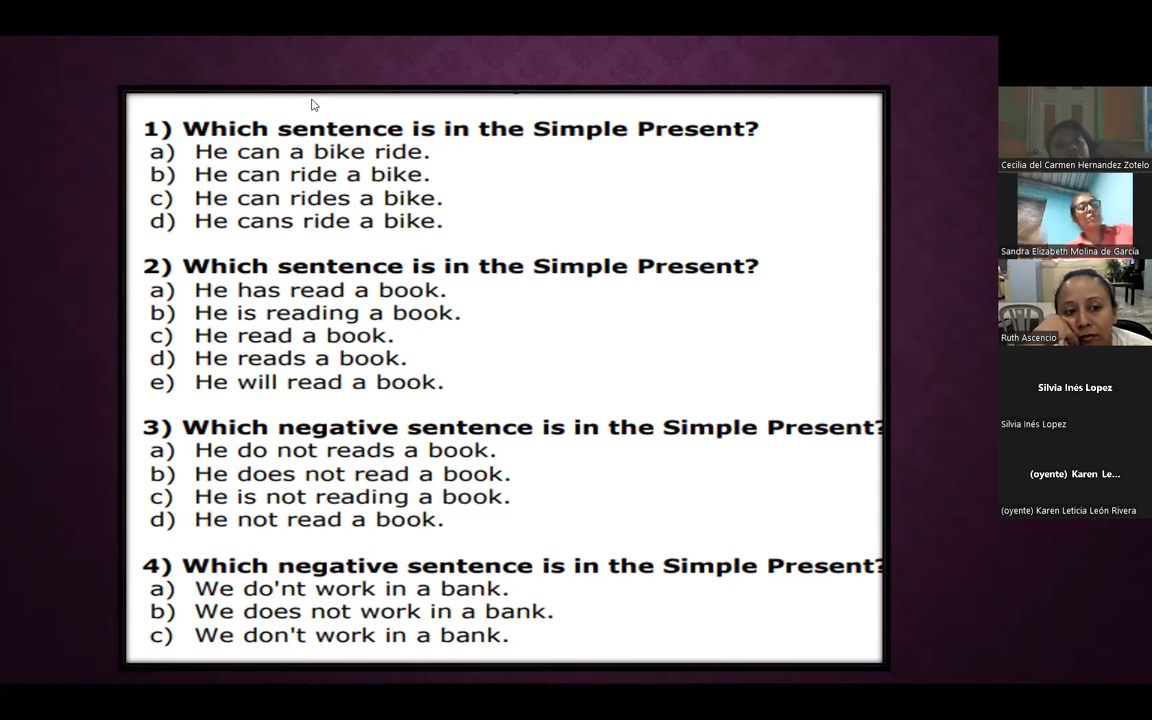 1) Which sentence is in the Simple Present?
a) He can a bike ride.
b) He can ride a bike.
c) He can rides a bike.
d) He cans ride a bike.
2) Which sentence is in the Simple Present?
a) He has read a book.
b) He is reading a book.
c) He read a book.
d) He reads a book.
e) He will read a book.
3) Which negative sentence is in the Simple Present?
a) He do not reads a book.
b) He does not read a book.
c) He is not reading a book.
d) He not read a book.
4) Which negative sentence is in the Simple Present?
a) We do'nt work in a bank.
b) We does not work in a bank.
c) We don't work in a bank.
Cecilia del Carmen Hernandez Zotelo
Sandra Elizabeth Molina de García
Ruth Ascencio
Silvia Inés Lopez
Silvia Inés Lopez
(oyente) Karen Le...
(oyente) Karen Leticia León Rivera